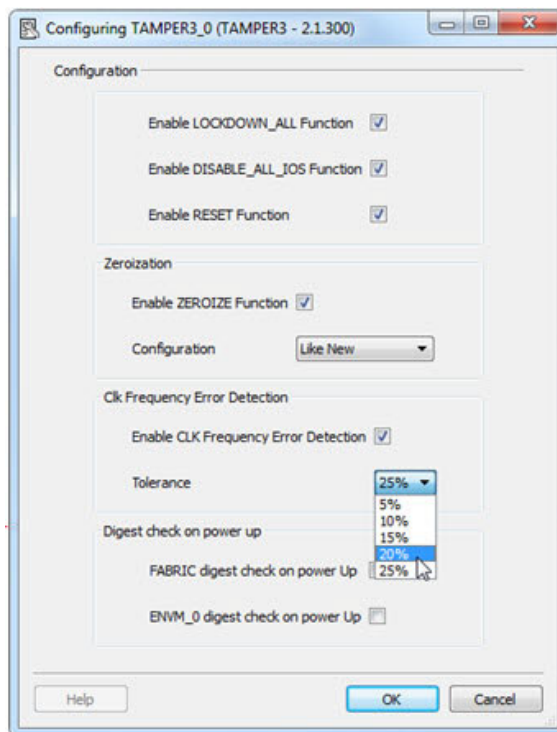 Configuring TAMPER3_0 (TAMPER3 - 2.1.300)
Configuration
Enable LOCKDOWN_ALL Function
Enable DISABLE_ALL_IOS Function
Enable RESET Function
Zeroization
Enable ZEROIZE Function
Configuration Like New
Clk Frequency Error Detection
Enable CLK Frequency Error Detection
Tolerance 25%
5%
10%
15%
Digest check on power up
20%
FABRIC digest check on power Up 25%
ENVM_0 digest check on power Up
Help OK Cancel